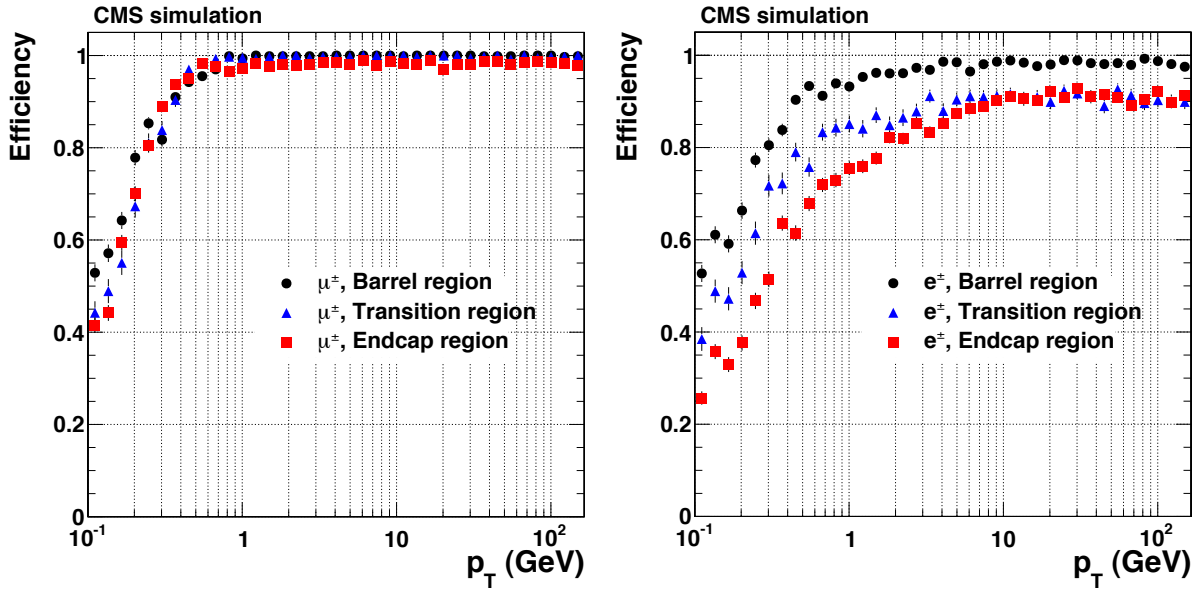 CMS simulation
Efficiency
1
0.8
0.6
0.4
0.2
0
μ±, Barrel region
μ±, Transition region
μ±, Endcap region
10⁻¹
1
10
10²
p_T (GeV)
CMS simulation
Efficiency
1
0.8
0.6
0.4
0.2
0
e±, Barrel region
e±, Transition region
e±, Endcap region
10⁻¹
1
10
10²
p_T (GeV)